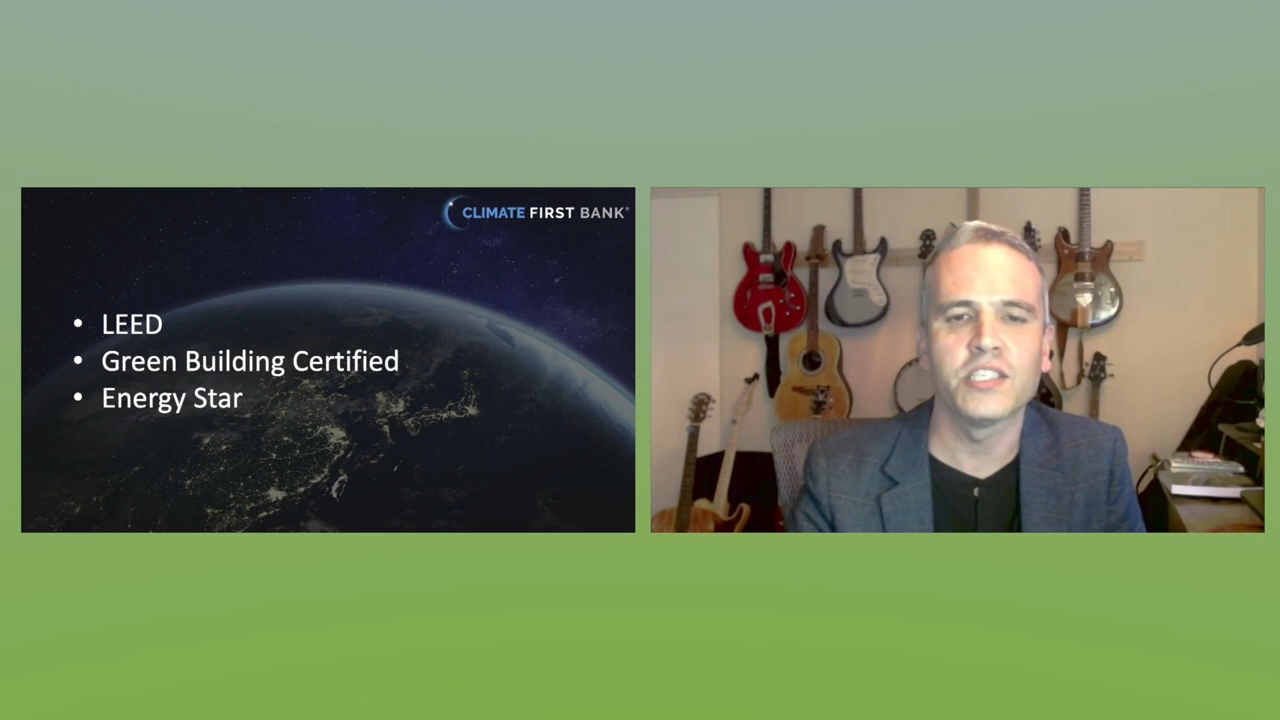 CLIMATE FIRST BANK®
• LEED
• Green Building Certified
• Energy Star